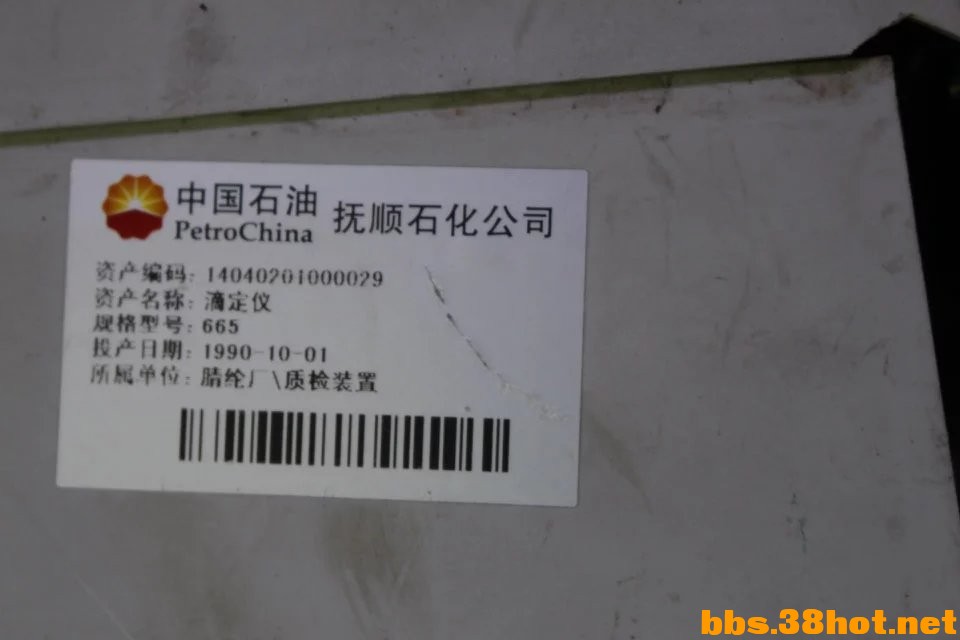 中国石油
PetroChina
抚顺石化公司
资产编码: 14040201000029
资产名称: 滴定仪
规格型号: 665
投产日期: 1990-10-01
所属单位: 腈纶厂\质检装置
bbs.38hot.net